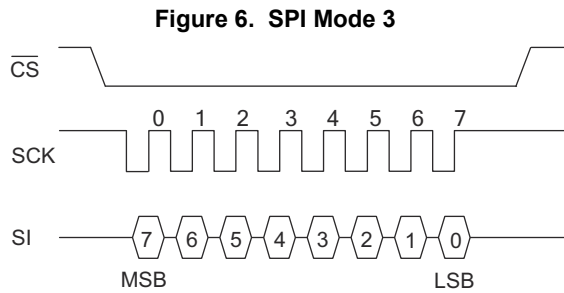 Figure 6. SPI Mode 3
CS
0 1 2 3 4 5 6 7
SCK
SI
7 6 5 4 3 2 1 0
MSB LSB